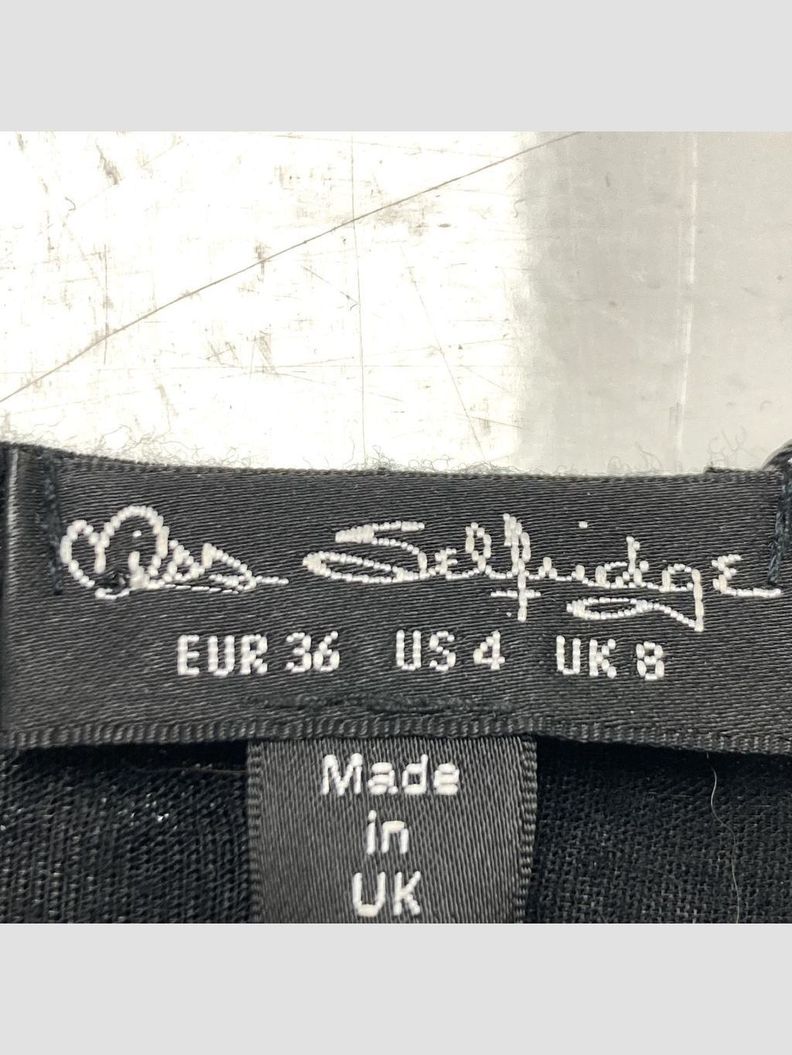 Miss Selfridge
EUR 36 US 4 UK 8
Made
in
UK